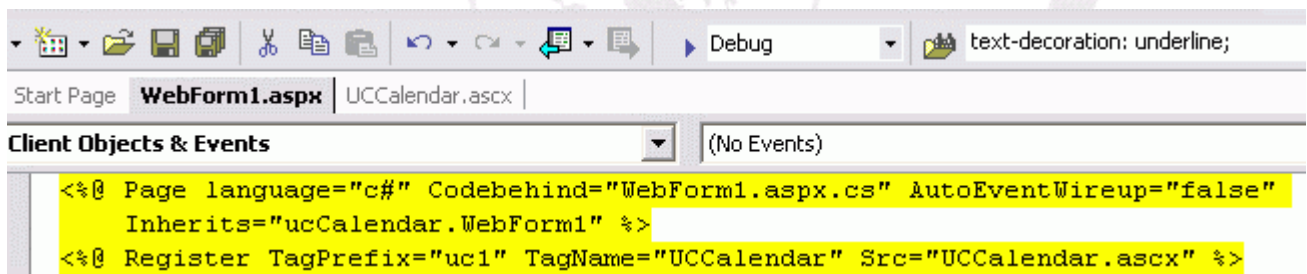 Debug text-decoration: underline;
Start Page WebForm1.aspx UCCalendar.ascx
Client Objects & Events (No Events)
<%@ Page language="c#" Codebehind="WebForm1.aspx.cs" AutoEventWireup="false"
Inherits="ucCalendar.WebForm1" %>
<%@ Register TagPrefix="uc1" TagName="UCCalendar" Src="UCCalendar.ascx" %>